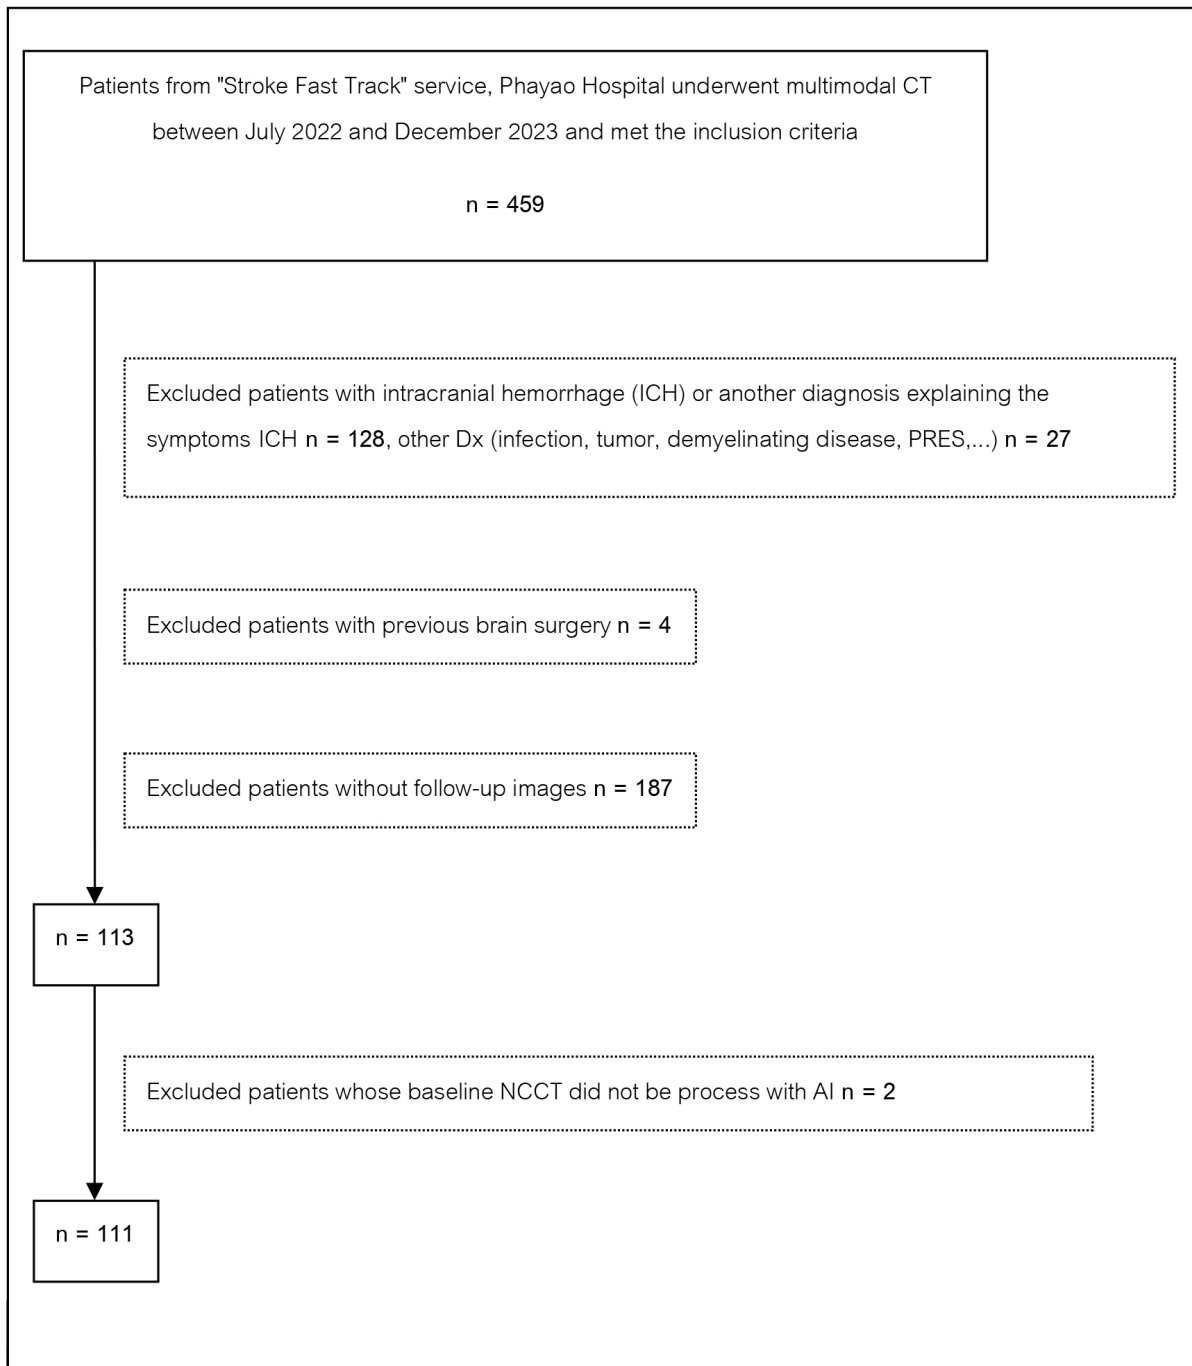 Patients from "Stroke Fast Track" service, Phayao Hospital underwent multimodal CT
between July 2022 and December 2023 and met the inclusion criteria
n = 459
Excluded patients with intracranial hemorrhage (ICH) or another diagnosis explaining the
symptoms ICH n = 128, other Dx (infection, tumor, demyelinating disease, PRES,...) n = 27
Excluded patients with previous brain surgery n = 4
Excluded patients without follow-up images n = 187
n = 113
Excluded patients whose baseline NCCT did not be process with AI n = 2
n = 111